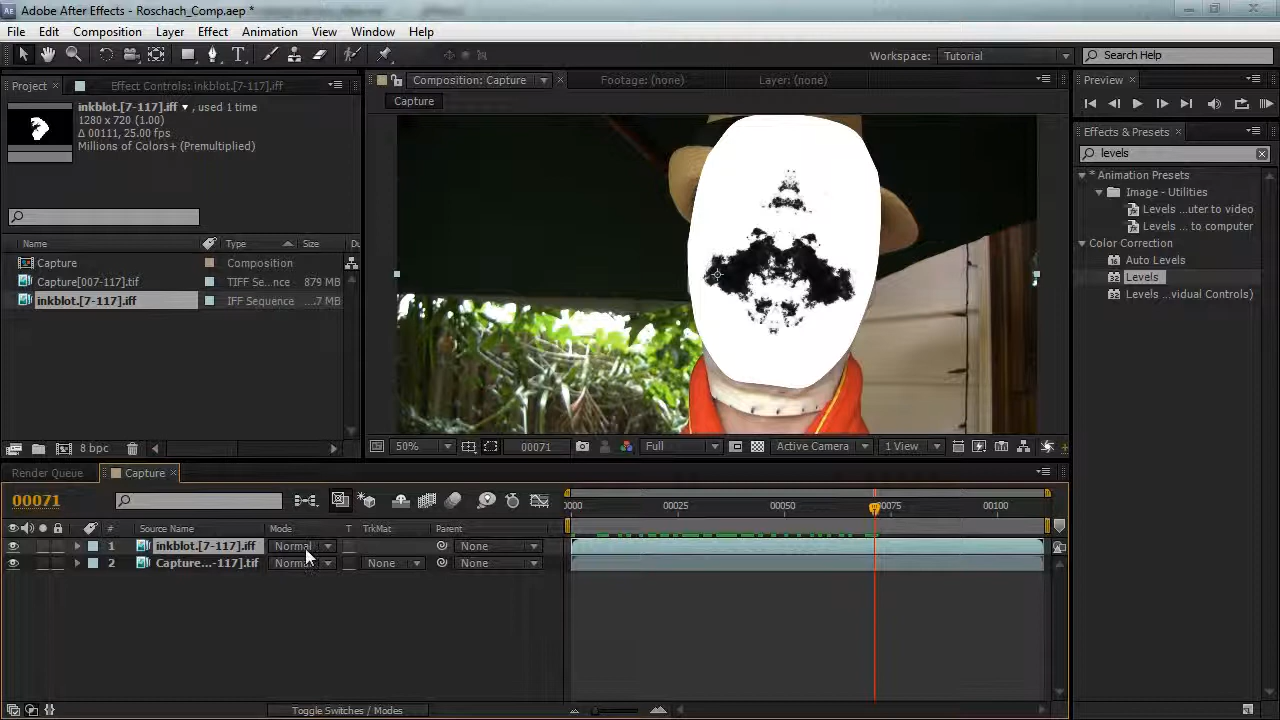 Adobe After Effects - Roschach_Comp.aep *
File Edit Composition Layer Effect Animation View Window Help
Workspace: Tutorial Search Help
Project Effect Controls: inkblot.[7-117].iff
Composition: Capture Footage: (none) Layer: (none)
Preview
Capture
inkblot.[7-117].iff , used 1 time
1280 x 720 (1.00)
Δ 00111, 25.00 fps
Millions of Colors+ (Premultiplied)
Effects & Presets
levels
* Animation Presets
Image - Utilities
Levels ...uter to video
Levels ... to computer
Color Correction
Auto Levels
Levels
Levels ...vidual Controls)
Name Type Size Du
Capture Composition
Capture[007-117].tif TIFF Se...nce 879 MB
inkblot.[7-117].iff IFF Sequence ....7 MB
8 bpc
50% 00071 Full Active Camera 1 View
Render Queue Capture
00071
0000 00025 00050 00075 00100
# Source Name Mode T TrkMat Parent
1 inkblot.[7-117].iff Normal None
2 Capture...-117].tif Normal None None
Toggle Switches / Modes